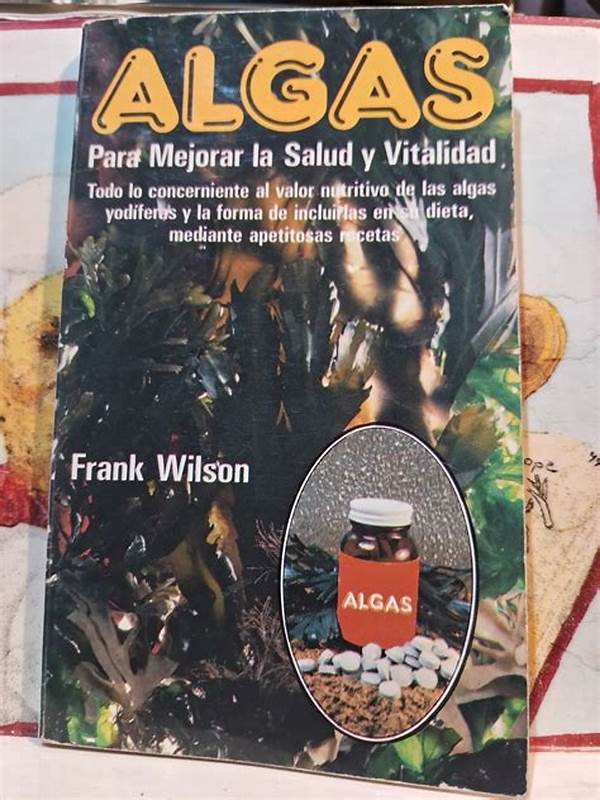 ALGAS
Para Mejorar la Salud y Vitalidad
Todo lo concerniente al valor nutritivo de las algas
yodíferas y la forma de incluirlas en su dieta,
mediante apetitosas recetas
Frank Wilson
ALGAS
ope